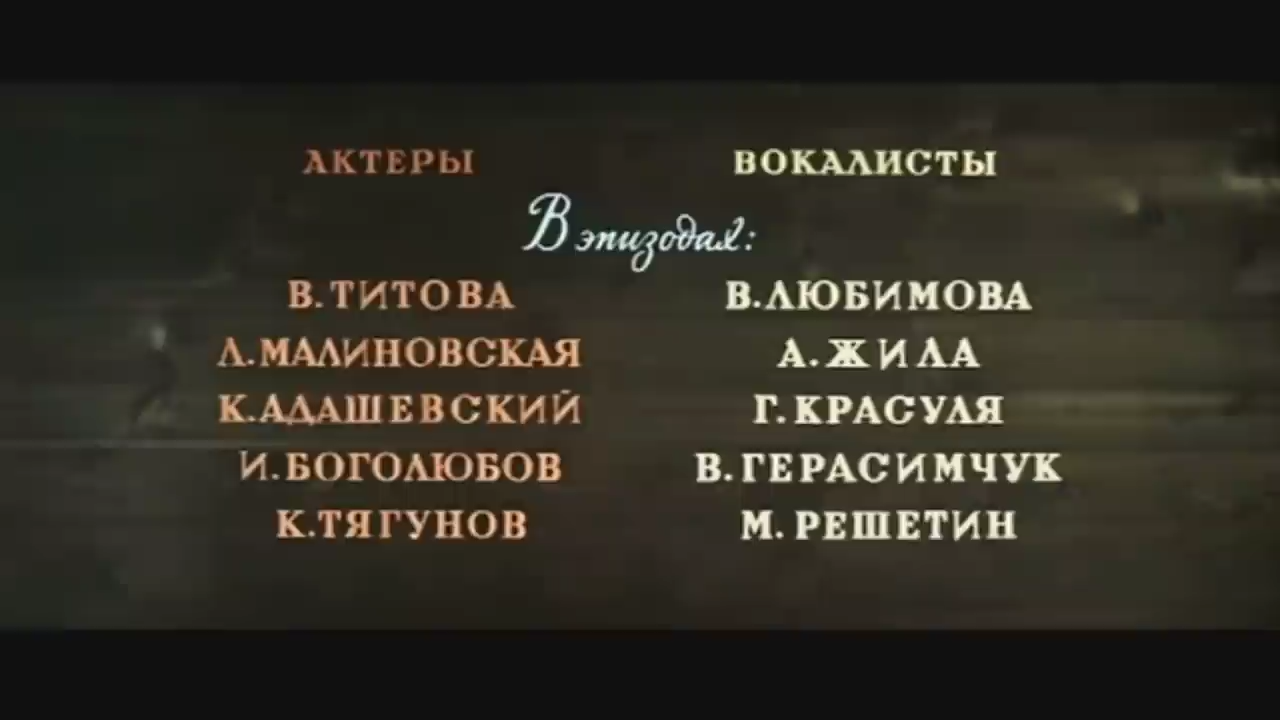 АКТЕРЫ ВОКАЛИСТЫ
В эпизодах:
В. ТИТОВА В. ЛЮБИМОВА
Л. МАЛИНОВСКАЯ А. ЖИЛА
К. АДАШЕВСКИЙ Г. КРАСУЛЯ
И. БОГОЛЮБОВ В. ГЕРАСИМЧУК
К. ТЯГУНОВ М. РЕШЕТИН